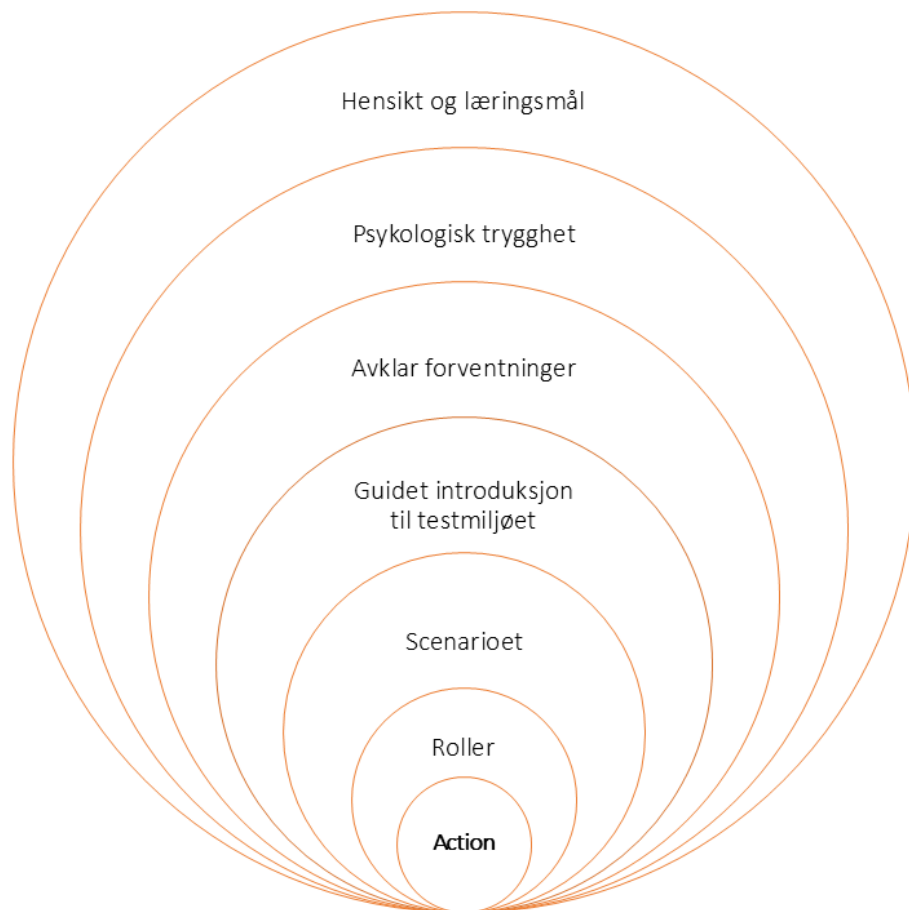 Hensikt og læringsmål
Psykologisk trygghet
Avklar forventninger
Guidet introduksjon
til testmiljøet
Scenarioet
Roller
Action